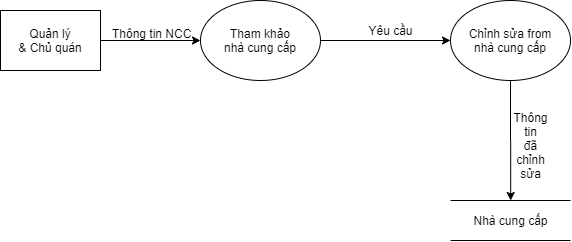 Quản lý
& Chủ quán
Thông tin NCC
Tham khảo
nhà cung cấp
Yêu cầu
Chỉnh sửa from
nhà cung cấp
Thông
tin
đã
chỉnh
sửa
Nhà cung cấp